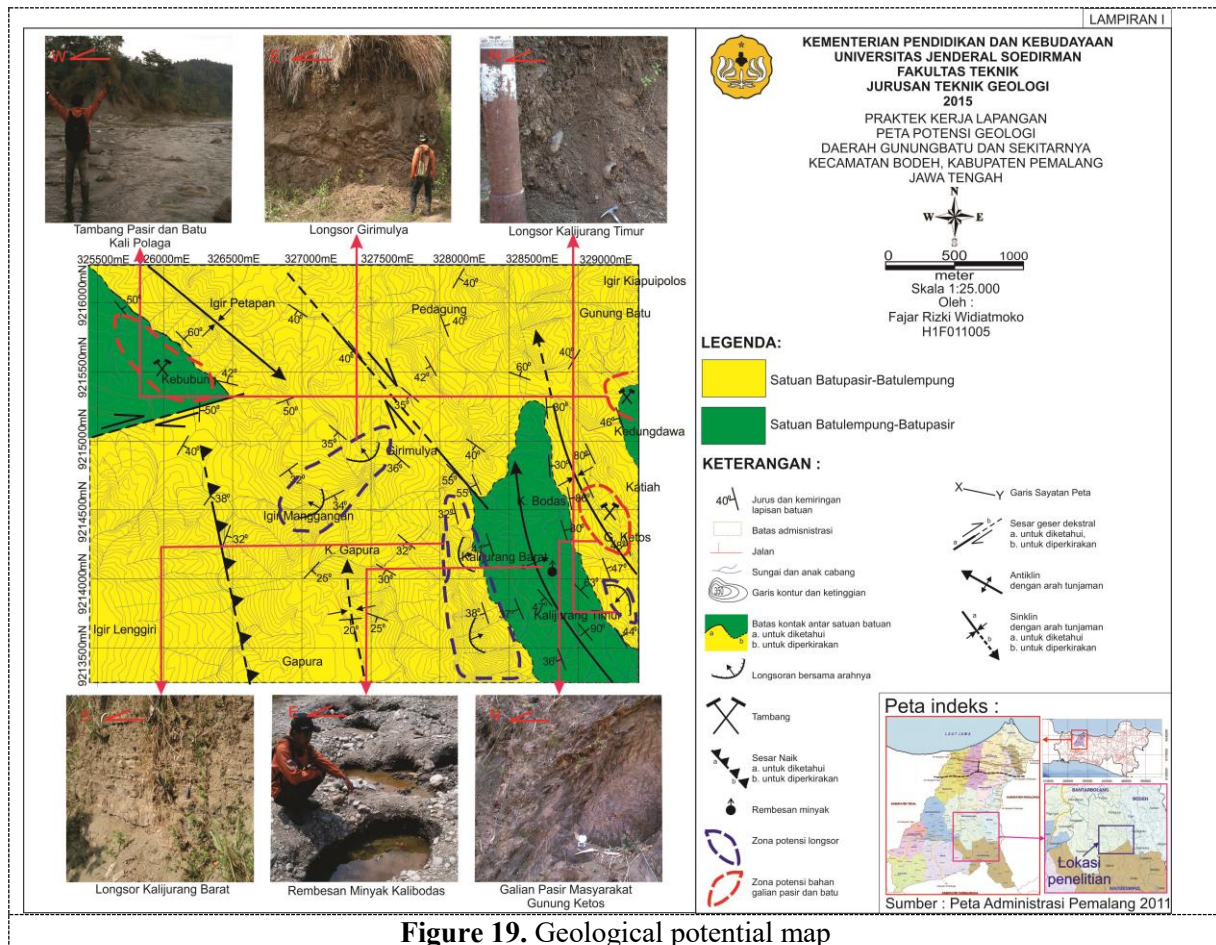 LAMPIRAN I
W
E
N
Tambang Pasir dan Batu
Kali Polaga
Longsor Girimulya
Longsor Kalijurang Timur
KEMENTERIAN PENDIDIKAN DAN KEBUDAYAAN
UNIVERSITAS JENDERAL SOEDIRMAN
FAKULTAS TEKNIK
JURUSAN TEKNIK GEOLOGI
2015
PRAKTEK KERJA LAPANGAN
PETA POTENSI GEOLOGI
DAERAH GUNUNGBATU DAN SEKITARNYA
KECAMATAN BODEH, KABUPATEN PEMALANG
JAWA TENGAH
N
W E
S
0 500 1000
meter
Skala 1:25.000
Oleh :
Fajar Rizki Widiatmoko
H1F011005
325500mE 326000mE 326500mE 327000mE 327500mE 328000mE 328500mE 329000mE
9216000mN
9215500mN
9215000mN
9214500mN
9214000mN
9213500mN
Igir Kiapuipolos
Igir Petapan
Pedagung
Gunung Batu
Kebubung
Kedungdawa
Girimulya
Katiah
K. Bodas
Igir Manggangan
G. Ketos
K. Gapura
Kalijurang Barat
Kalijurang Timur
Igir Lenggiri
Gapura
LEGENDA:
Satuan Batupasir-Batulempung
Satuan Batulempung-Batupasir
KETERANGAN :
40⁰ Jurus dan kemiringan
lapisan batuan
Batas admisnistrasi
Jalan
Sungai dan anak cabang
350 Garis kontur dan ketinggian
Batas kontak antar satuan batuan
a. untuk diketahui
b. untuk diperkirakan
Longsoran bersama arahnya
Tambang
Sesar Naik
a. untuk diketahui
b. untuk diperkirakan
Rembesan minyak
Zona potensi longsor
Zona potensi bahan
galian pasir dan batu
X Y Garis Sayatan Peta
Sesar geser dekstral
a. untuk diketahui,
b. untuk diperkirakan
Antiklin
dengan arah tunjaman
Sinklin
dengan arah tunjaman
a. untuk diketahui
b. untuk diperkirakan
Peta indeks :
LAUT JAWA
BANTARBOLANG
BODEH
Lokasi
penelitian
Sumber : Peta Administrasi Pemalang 2011
E
N
Longsor Kalijurang Barat
Rembesan Minyak Kalibodas
Galian Pasir Masyarakat
Gunung Ketos
Figure 19. Geological potential map